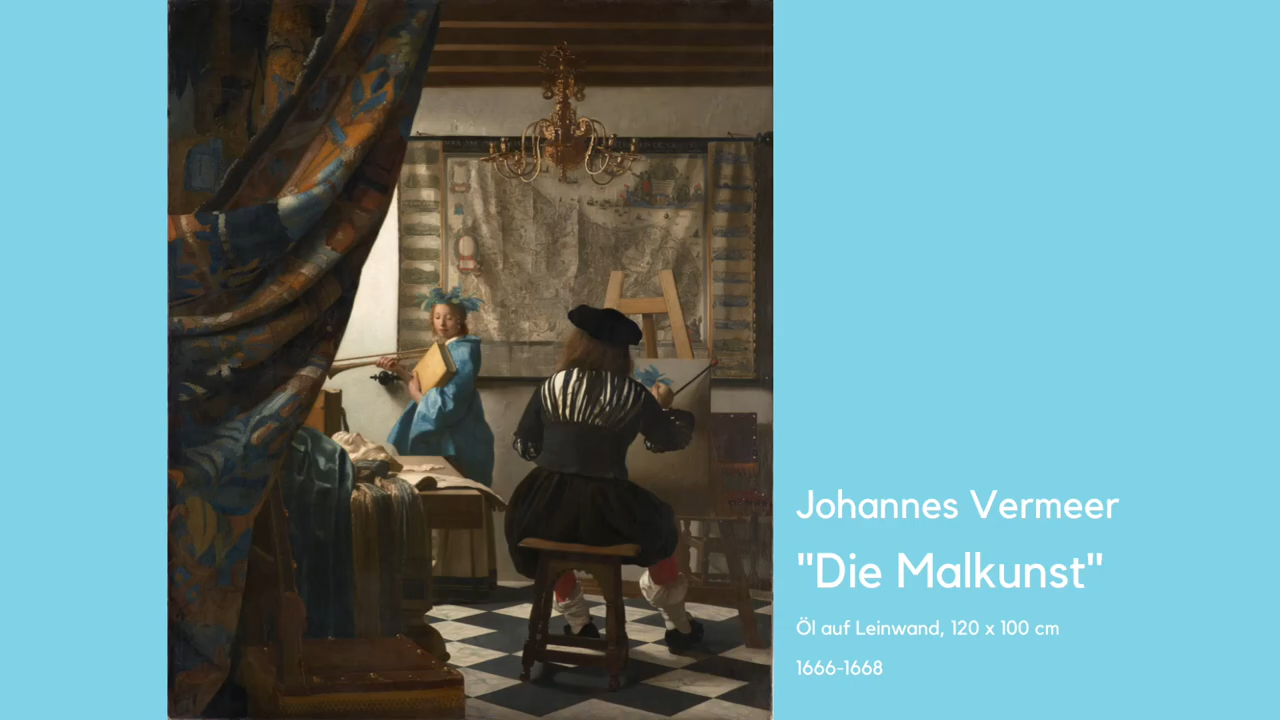 Johannes Vermeer
"Die Malkunst"
Öl auf Leinwand, 120 x 100 cm
1666-1668